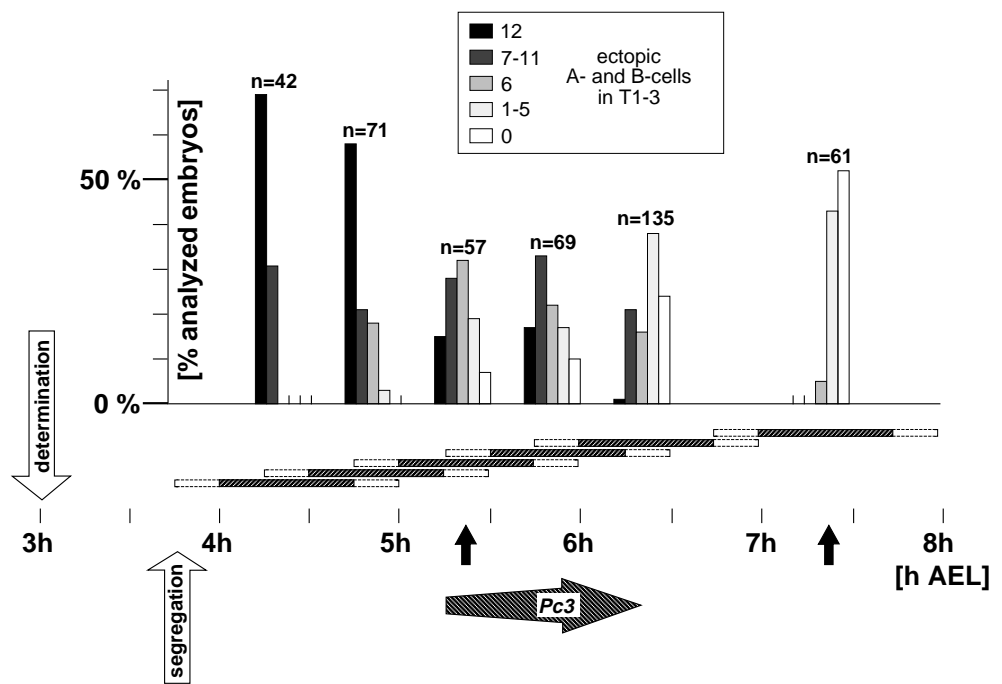 12
7-11
6
1-5
0
ectopic
A- and B-cells
in T1-3
n=42
n=71
n=57
n=69
n=135
n=61
[% analyzed embryos]
50 %
0 %
determination
3h
4h
5h
6h
7h
8h
[h AEL]
segregation
Pc3